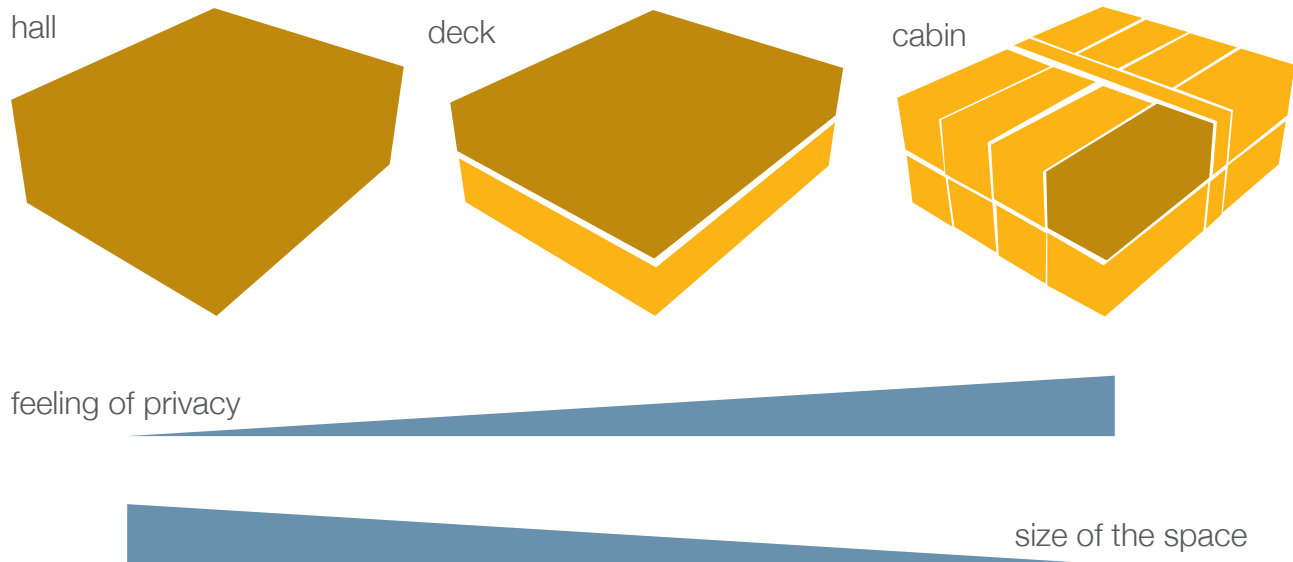 hall
deck
cabin
feeling of privacy
size of the space